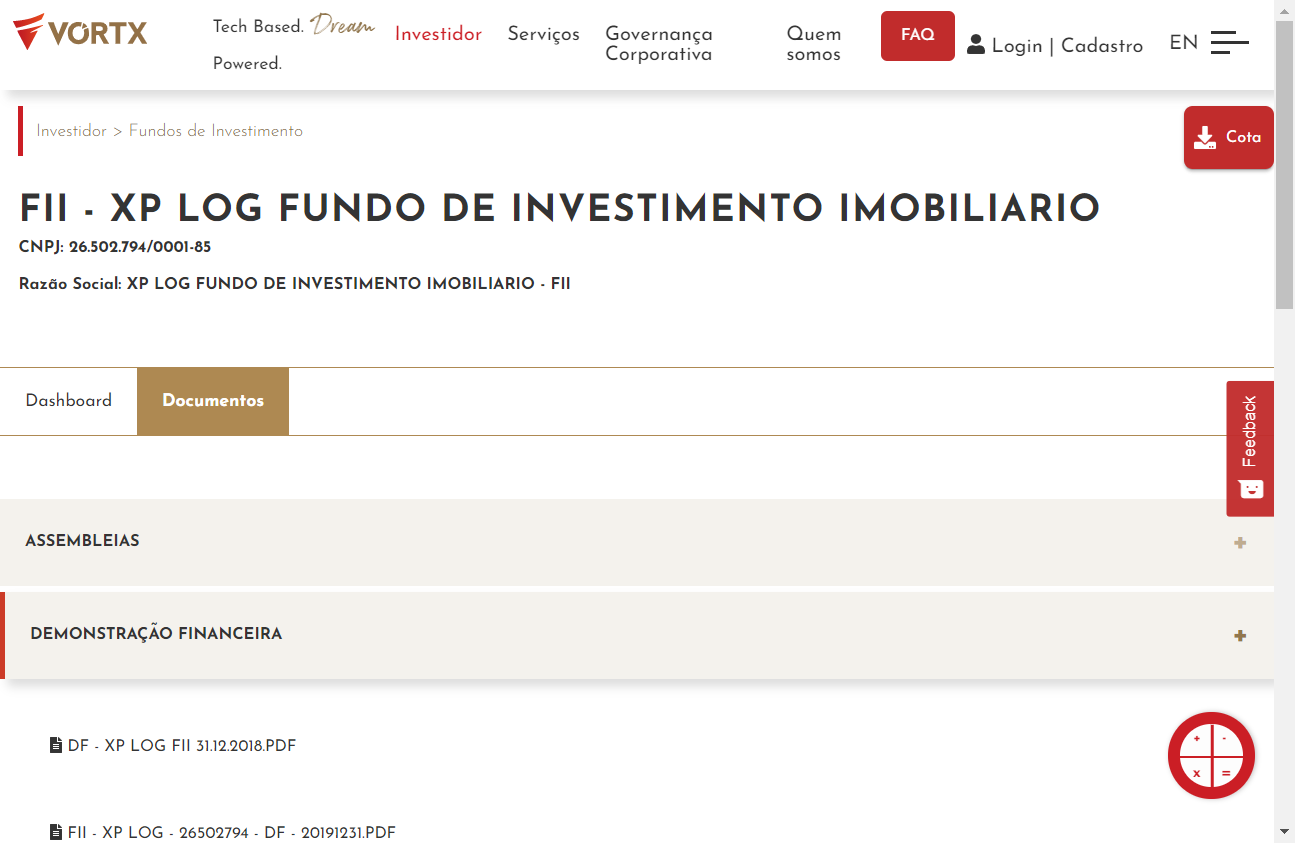 VÓRTX
Tech Based. Dream
Powered.
Investidor
Serviços
Governança
Corporativa
Quem
somos
FAQ
Login | Cadastro
EN
Investidor > Fundos de Investimento
Cota
FII - XP LOG FUNDO DE INVESTIMENTO IMOBILIARIO
CNPJ: 26.502.794/0001-85
Razão Social: XP LOG FUNDO DE INVESTIMENTO IMOBILIARIO - FII
Dashboard
Documentos
Feedback
ASSEMBLEIAS
+
DEMONSTRAÇÃO FINANCEIRA
+
DF - XP LOG FII 31.12.2018.PDF
+ -
x =
FII - XP LOG - 26502794 - DF - 20191231.PDF